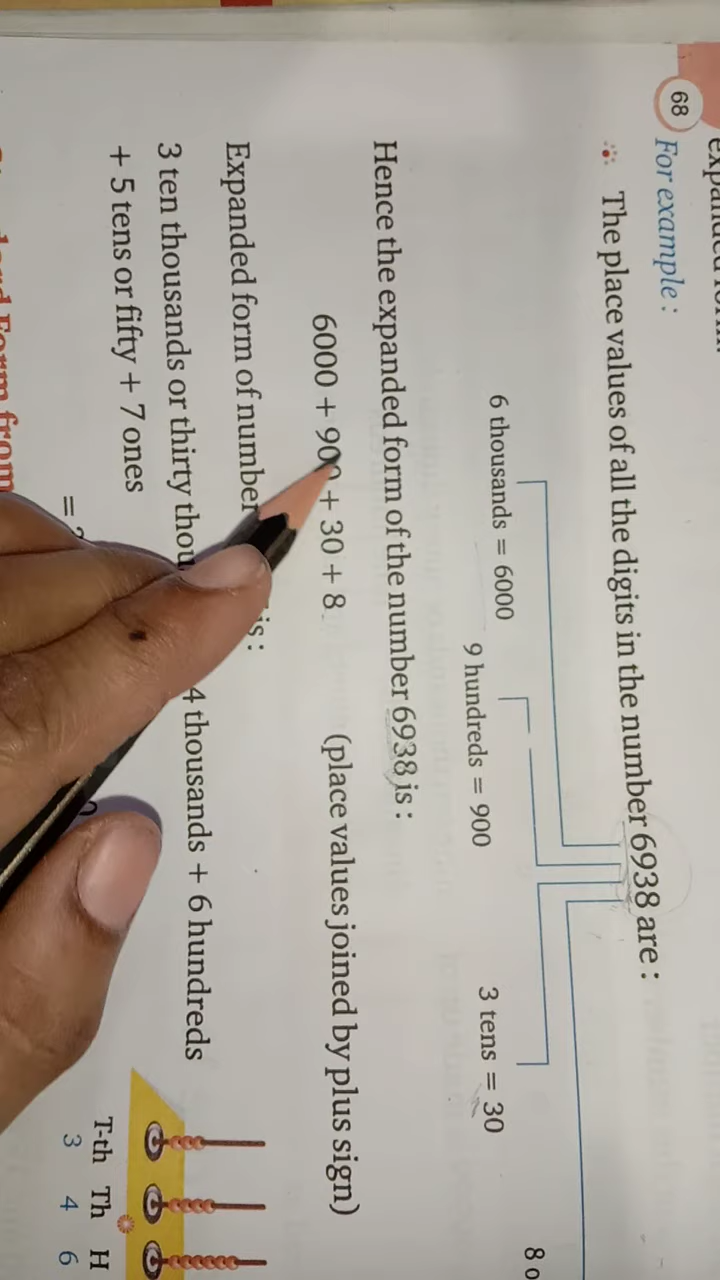 68
For example :
The place values of all the digits in the number 6938 are :
6 thousands = 6000
9 hundreds = 900
3 tens = 30
8
Hence the expanded form of the number 6938 is :
6000 + 900 + 30 + 8 (place values joined by plus sign)
Expanded form of number is :
3 ten thousands or thirty 4 thousands + 6 hundreds
+ 5 tens or fifty + 7 ones
=
T-th Th H
3 4 6
from